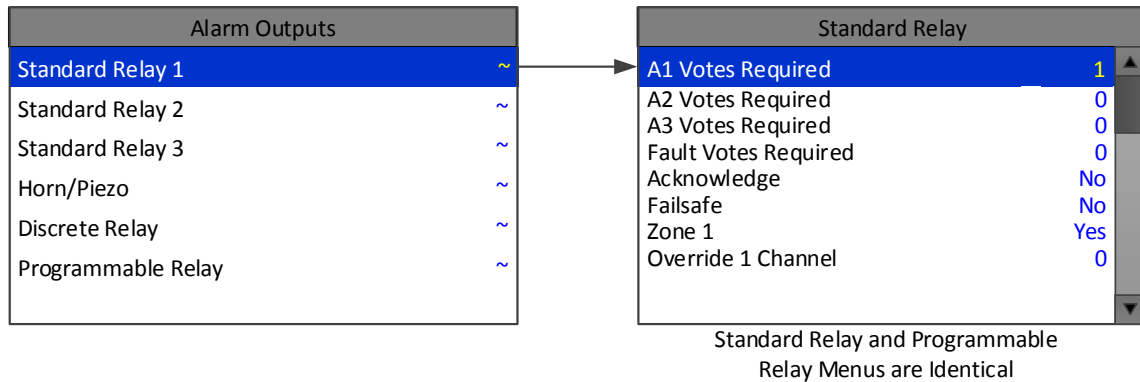 Alarm Outputs
Standard Relay 1 ~
Standard Relay 2 ~
Standard Relay 3 ~
Horn/Piezo ~
Discrete Relay ~
Programmable Relay ~
Standard Relay
A1 Votes Required 1
A2 Votes Required 0
A3 Votes Required 0
Fault Votes Required 0
Acknowledge No
Failsafe No
Zone 1 Yes
Override 1 Channel 0
Standard Relay and Programmable
Relay Menus are Identical